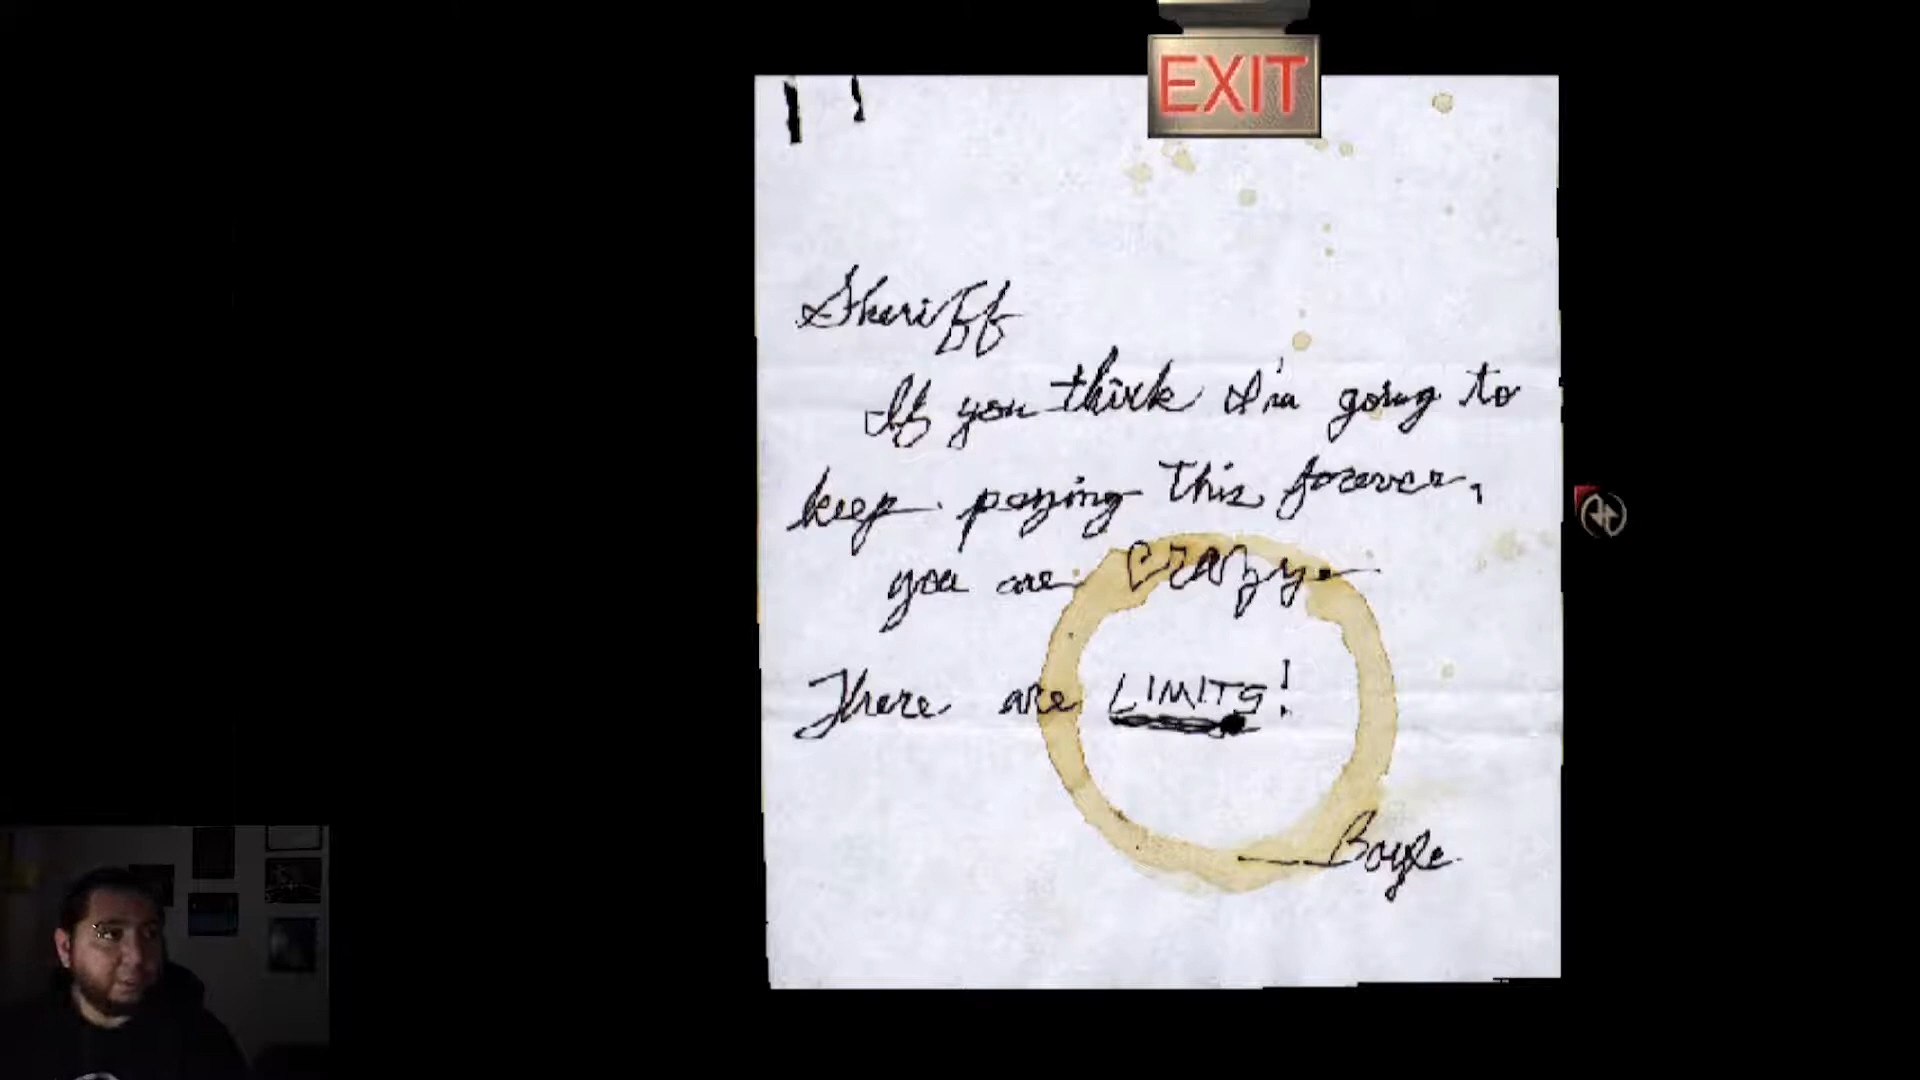 EXIT
Sheriff
If you think I'm going to
keep paying this forever,
you are crazy.
There are LIMITS!
—Boyle